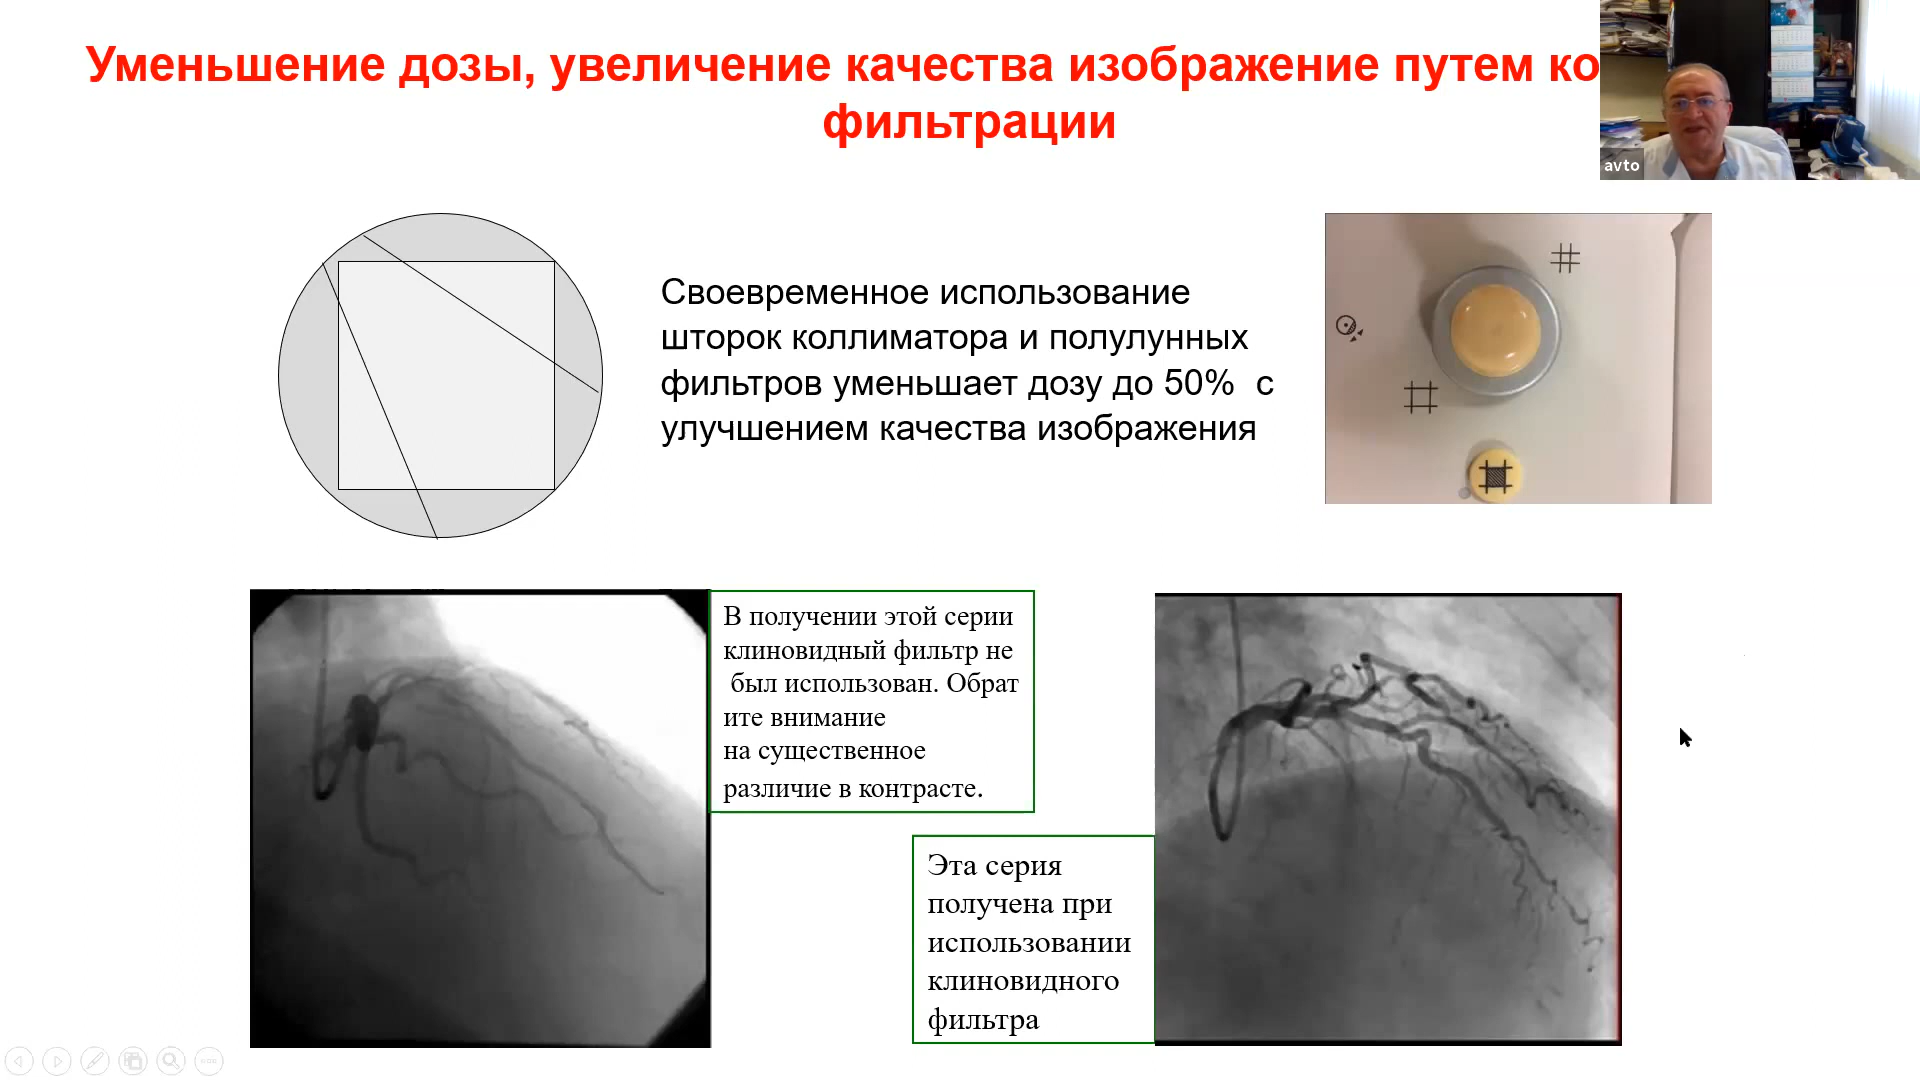 Уменьшение дозы, увеличение качества изображение путем ко
фильтрации
avto
Своевременное использование
шторок коллиматора и полулунных
фильтров уменьшает дозу до 50% с
улучшением качества изображения
В получении этой серии
клиновидный фильтр не
был использован. Обрат
ите внимание
на существенное
различие в контрасте.
Эта серия
получена при
использовании
клиновидного
фильтра